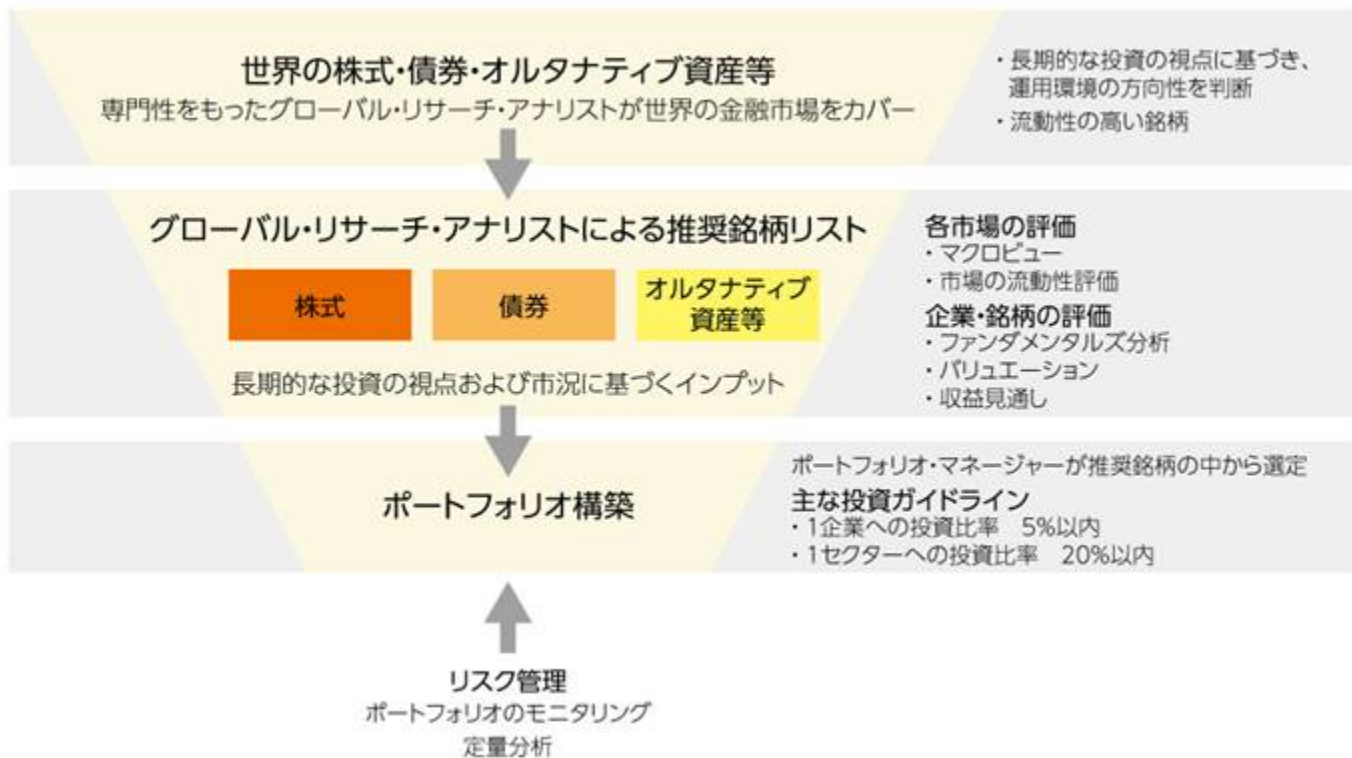 世界の株式・債券・オルタナティブ資産等
専門性をもったグローバル・リサーチ・アナリストが世界の金融市場をカバー
・長期的な投資の視点に基づき、
運用環境の方向性を判断
・流動性の高い銘柄
グローバル・リサーチ・アナリストによる推奨銘柄リスト
株式
債券
オルタナティブ
資産等
長期的な投資の視点および市況に基づくインプット
各市場の評価
・マクロビュー
・市場の流動性評価
企業・銘柄の評価
・ファンダメンタルズ分析
・バリュエーション
・収益見通し
ポートフォリオ構築
ポートフォリオ・マネージャーが推奨銘柄の中から選定
主な投資ガイドライン
・1企業への投資比率　5%以内
・1セクターへの投資比率　20%以内
リスク管理
ポートフォリオのモニタリング
定量分析